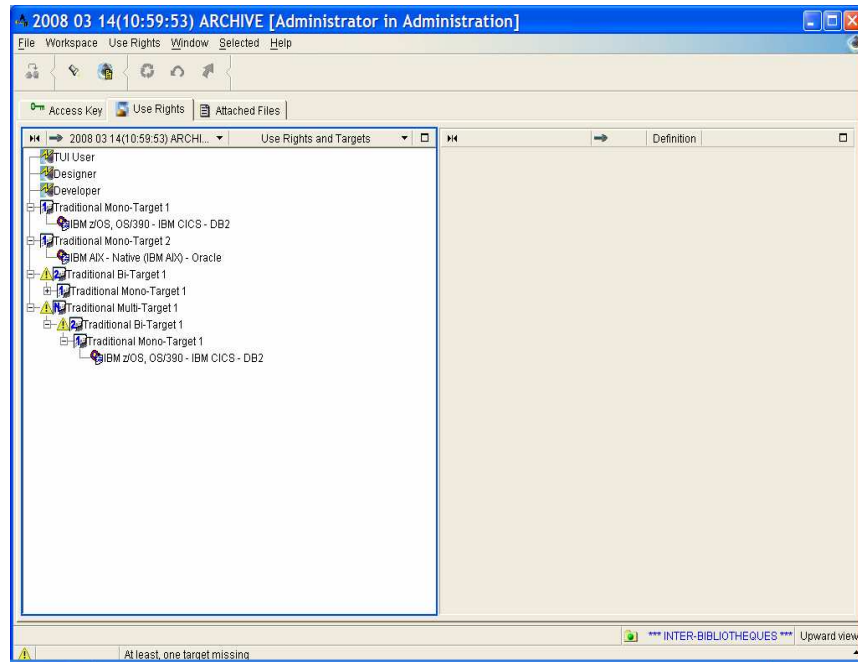 2008 03 14(10:59:53) ARCHIVE [Administrator in Administration]
File Workspace Use Rights Window Selected Help
Access Key Use Rights Attached Files
2008 03 14(10:59:53) ARCHI... Use Rights and Targets Definition
TUI User
Designer
Developer
Traditional Mono-Target 1
IBM z/OS, OS/390 - IBM CICS - DB2
Traditional Mono-Target 2
IBM AIX - Native (IBM AIX) - Oracle
2 Traditional Bi-Target 1
Traditional Mono-Target 1
N Traditional Multi-Target 1
2 Traditional Bi-Target 1
Traditional Mono-Target 1
IBM z/OS, OS/390 - IBM CICS - DB2
*** INTER-BIBLIOTHEQUES *** Upward view
At least, one target missing